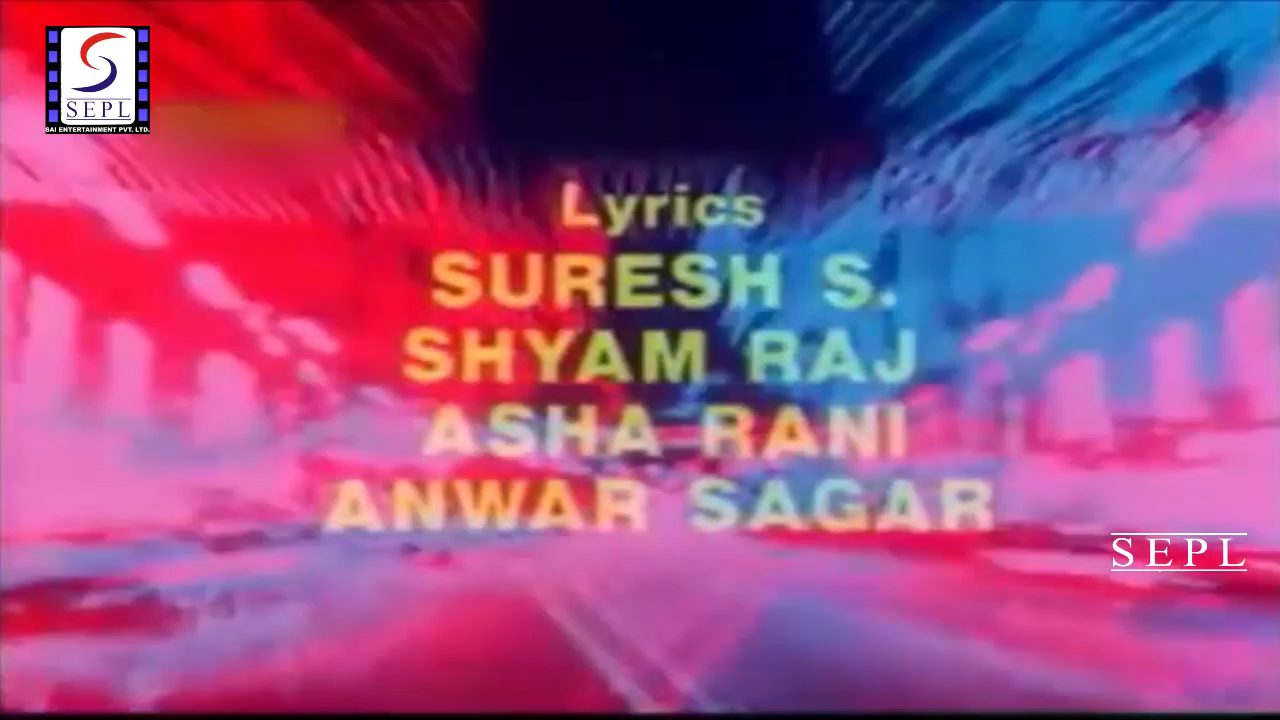 SEPL
SAI ENTERTAINMENT PVT. LTD.
Lyrics
SURESH S.
SHYAM RAJ
ASHA RANI
ANWAR SAGAR
SEPL